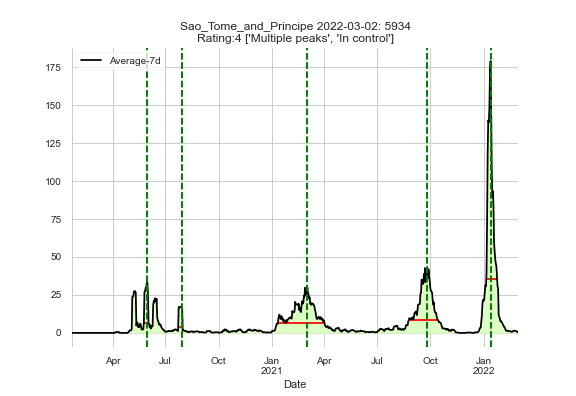 Sao_Tome_and_Principe 2022-03-02: 5934
Rating:4 ['Multiple peaks', 'In control']
Average-7d
175
150
125
100
75
50
25
0
Apr Jul Oct Jan Apr Jul Oct Jan
2021 2022
Date